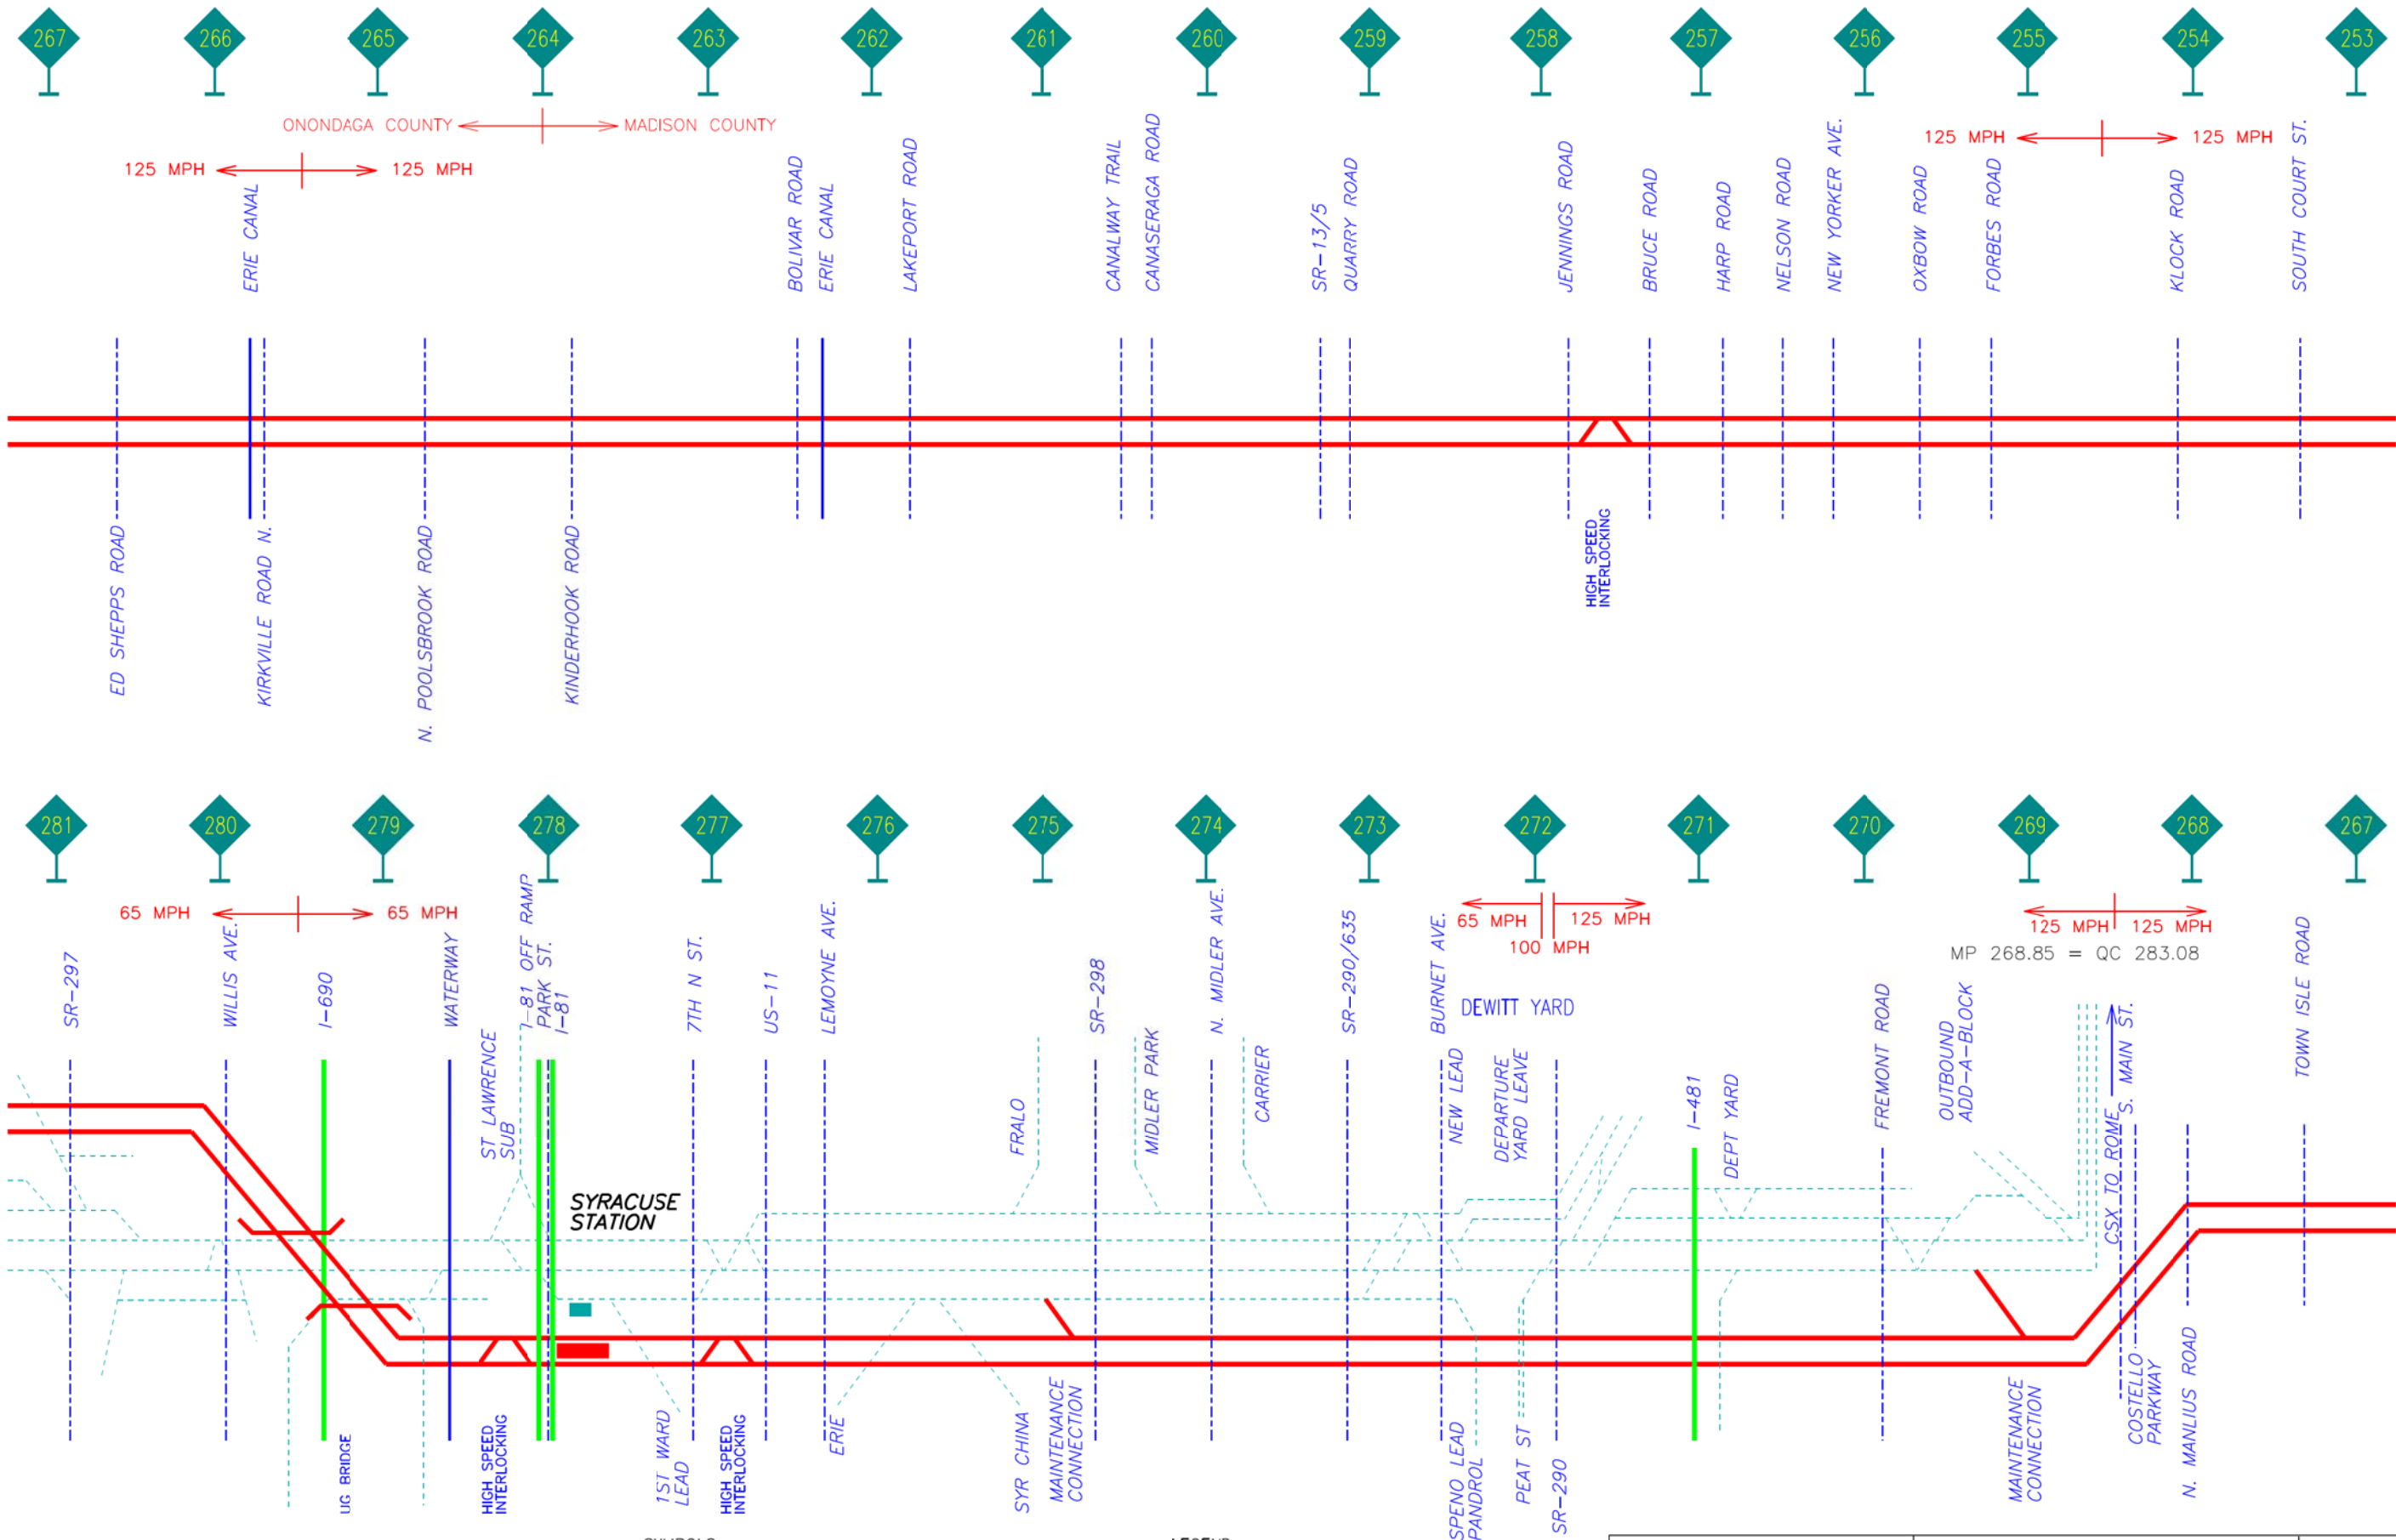 267 266 265 264 263 262 261 260 259 258 257 256 255 254 253
ONONDAGA COUNTY MADISON COUNTY
125 MPH 125 MPH
125 MPH 125 MPH
ERIE CANAL
BOLIVAR ROAD
ERIE CANAL
LAKEPORT ROAD
CANALWAY TRAIL
CANASERAGA ROAD
SR-13/5
QUARRY ROAD
JENNINGS ROAD
BRUCE ROAD
HARP ROAD
NELSON ROAD
NEW YORKER AVE.
OXBOW ROAD
FORBES ROAD
KLOCK ROAD
SOUTH COURT ST.
ED SHEPPS ROAD
KIRKVILLE ROAD N.
N. POOLSBROOK ROAD
KINDERHOOK ROAD
HIGH SPEED
INTERLOCKING
281 280 279 278 277 276 275 274 273 272 271 270 269 268 267
65 MPH 65 MPH
65 MPH 125 MPH
100 MPH
125 MPH 125 MPH
MP 268.85 = QC 283.08
SR-297
WILLIS AVE.
I-690
WATERWAY
ST LAWRENCE
SUB
I-81 OFF RAMP
PARK ST.
I-81
SYRACUSE
STATION
7TH N ST.
US-11
LEMOYNE AVE.
FRALO
SR-298
MIDLER PARK
N. MIDLER AVE.
CARRIER
SR-290/635
BURNET AVE.
DEWITT YARD
NEW LEAD
DEPARTURE
YARD LEAVE
I-481
DEPT YARD
FREMONT ROAD
OUTBOUND
ADD-A-BLOCK
CSX TO ROME
S. MAIN ST.
TOWN ISLE ROAD
LIG BRIDGE
HIGH SPEED
INTERLOCKING
1ST WARD
LEAD
HIGH SPEED
INTERLOCKING
ERIE
SYR CHINA
MAINTENANCE
CONNECTION
SPENO LEAD
PANDROL
PEAT ST
SR-290
MAINTENANCE
CONNECTION
COSTELLO
PARKWAY
N. MANLIUS ROAD